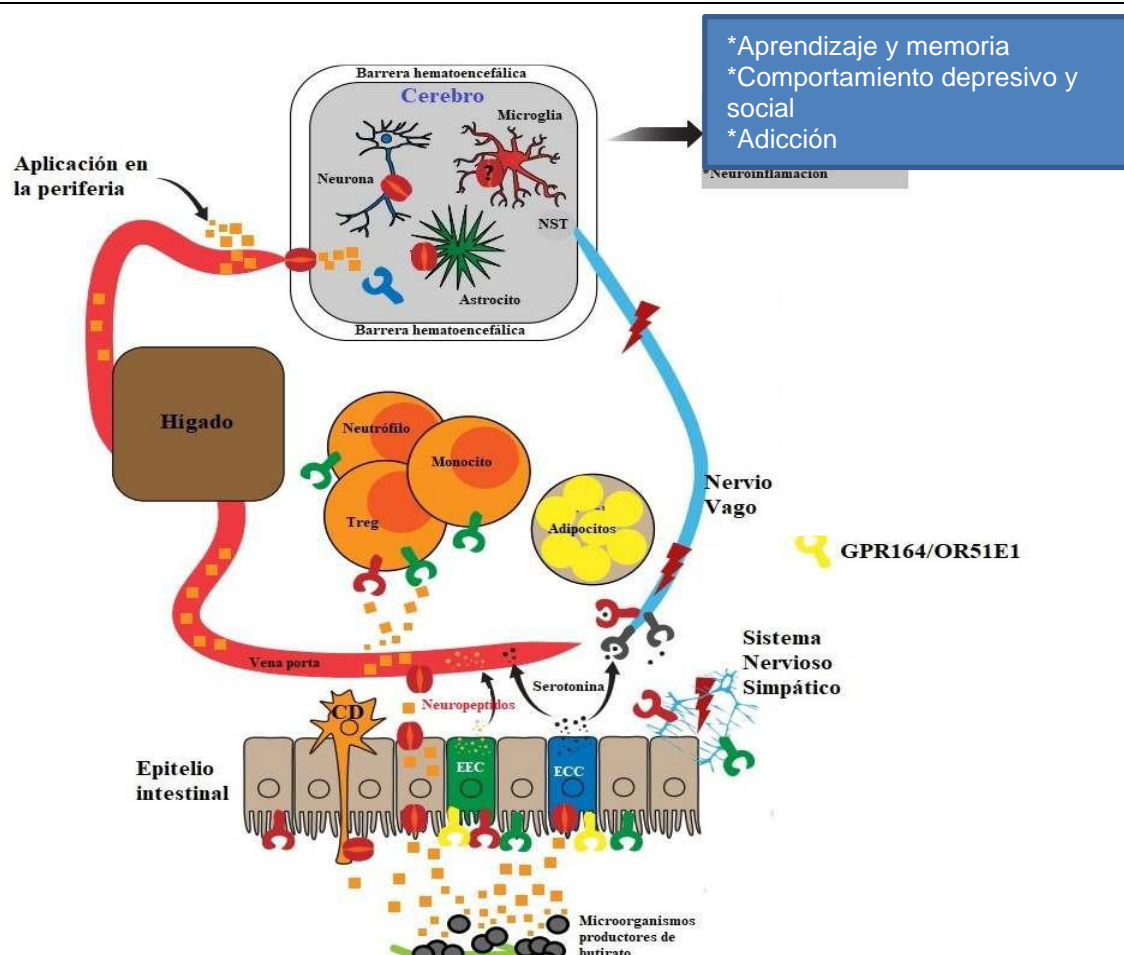 *Aprendizaje y memoria
*Comportamiento depresivo y
social
*Adicción
*Neuroinflamación
Barrera hematoencefálica
Cerebro
Microglia
Neurona
?
NST
Astrocito
Barrera hematoencefálica
Aplicación en
la periferia
Hígado
Neutrófilo
Monocito
Treg
Adipocitos
Nervio
Vago
GPR164/OR51E1
Sistema
Nervioso
Simpático
Vena porta
Serotonina
Neuropeptidos
CD
EEC
ECC
Epitelio
intestinal
Microorganismos
productores de
butirato